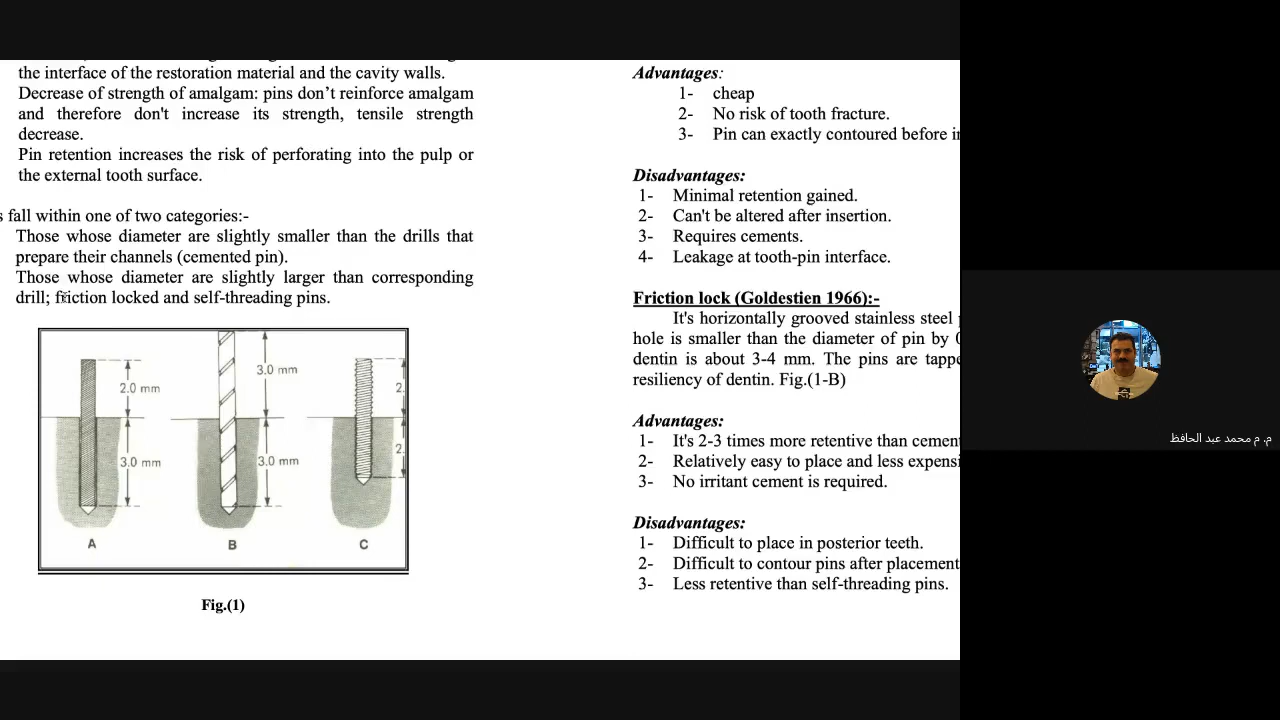 the interface of the restoration material and the cavity walls.
Decrease of strength of amalgam: pins don’t reinforce amalgam
and therefore don't increase its strength, tensile strength
decrease.
Pin retention increases the risk of perforating into the pulp or
the external tooth surface.
s fall within one of two categories:-
Those whose diameter are slightly smaller than the drills that
prepare their channels (cemented pin).
Those whose diameter are slightly larger than corresponding
drill; friction locked and self-threading pins.
2.0 mm
3.0 mm
A
3.0 mm
3.0 mm
B
2.
2.
C
Fig.(1)
Advantages:
1- cheap
2- No risk of tooth fracture.
3- Pin can exactly contoured before
Disadvantages:
1- Minimal retention gained.
2- Can't be altered after insertion.
3- Requires cements.
4- Leakage at tooth-pin interface.
Friction lock (Goldestien 1966):-
It's horizontally grooved stainless steel
hole is smaller than the diameter of pin by
dentin is about 3-4 mm. The pins are tappe
resiliency of dentin. Fig.(1-B)
Advantages:
1- It's 2-3 times more retentive than cemen
2- Relatively easy to place and less expensi
3- No irritant cement is required.
Disadvantages:
1- Difficult to place in posterior teeth.
2- Difficult to contour pins after placement
3- Less retentive than self-threading pins.
م. م محمد عبد الحافظ